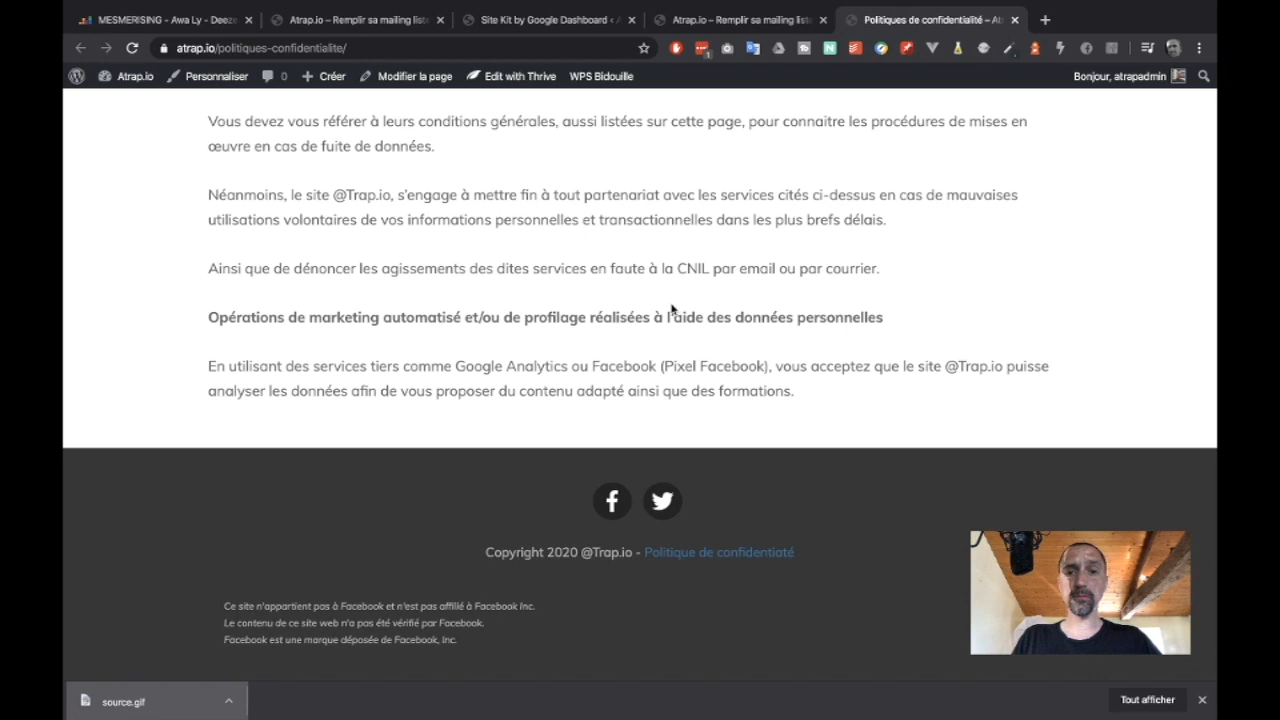 MESMERISING - Awa Ly - Deeze
Atrap.io – Remplir sa mailing list
Site Kit by Google Dashboard ‹ A
Atrap.io – Remplir sa mailing list
Politiques de confidentialité – At
atrap.io/politiques-confidentialite/
Atrap.io
Personnaliser
0
Créer
Modifier la page
Edit with Thrive
WPS Bidouille
Bonjour, atrapadmin
Vous devez vous référer à leurs conditions générales, aussi listées sur cette page, pour connaitre les procédures de mises en
œuvre en cas de fuite de données.
Néanmoins, le site @Trap.io, s'engage à mettre fin à tout partenariat avec les services cités ci-dessus en cas de mauvaises
utilisations volontaires de vos informations personnelles et transactionnelles dans les plus brefs délais.
Ainsi que de dénoncer les agissements des dites services en faute à la CNIL par email ou par courrier.
Opérations de marketing automatisé et/ou de profilage réalisées à l'aide des données personnelles
En utilisant des services tiers comme Google Analytics ou Facebook (Pixel Facebook), vous acceptez que le site @Trap.io puisse
analyser les données afin de vous proposer du contenu adapté ainsi que des formations.
Copyright 2020 @Trap.io - Politique de confidentiaté
Ce site n'appartient pas à Facebook et n'est pas affilié à Facebook Inc.
Le contenu de ce site web n'a pas été vérifié par Facebook.
Facebook est une marque déposée de Facebook, Inc.
source.gif
Tout afficher